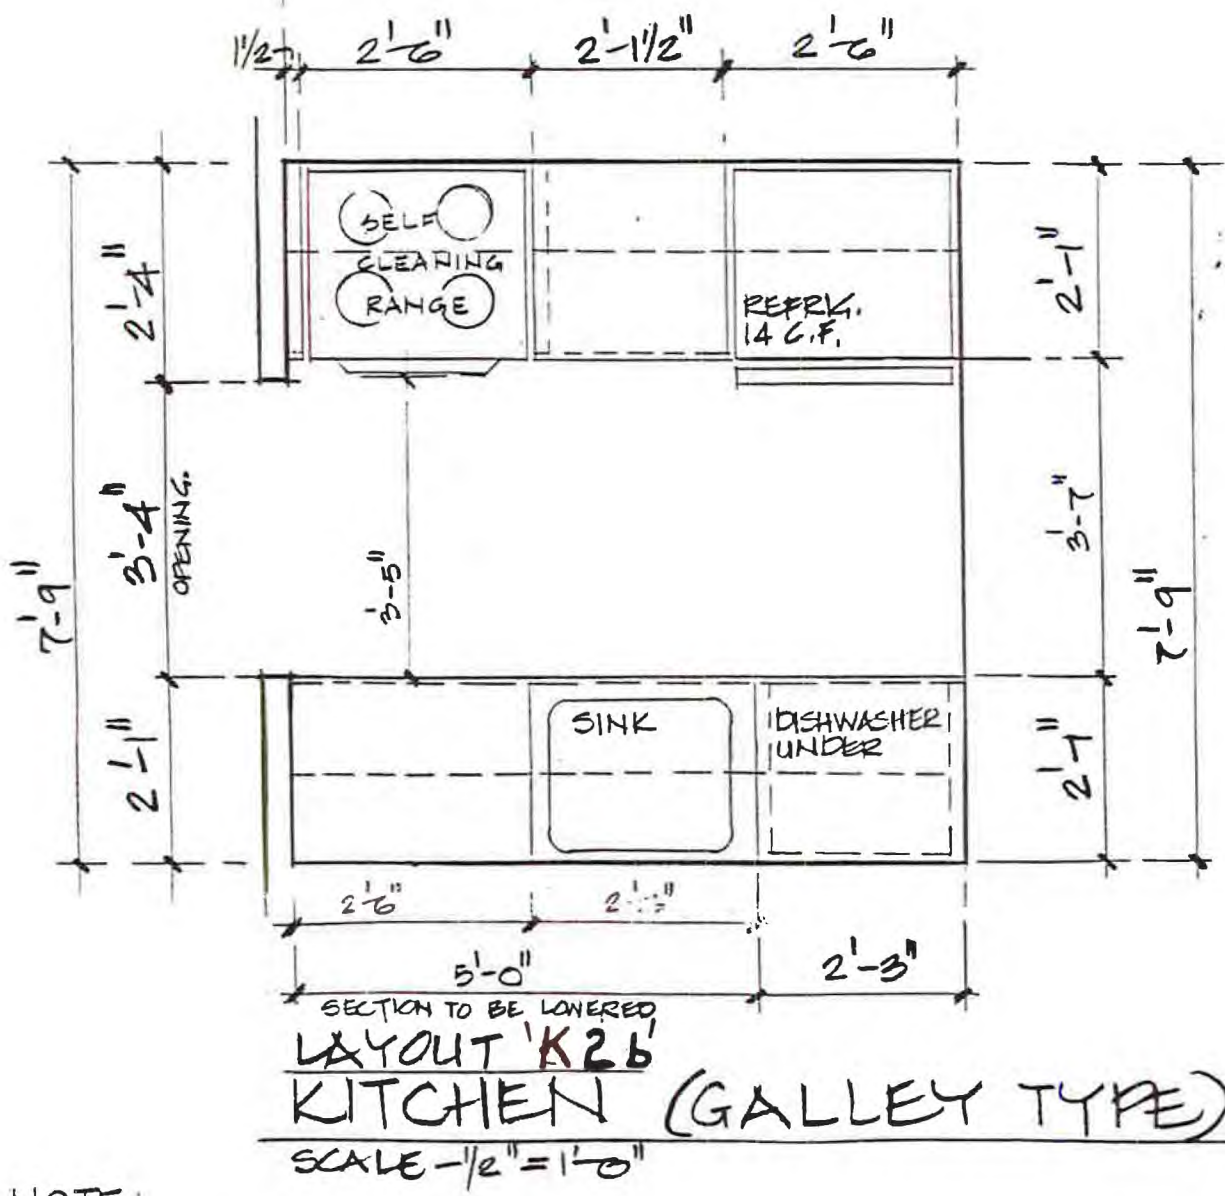 1 1/2 2'-6" 2'-1 1/2" 2'-6"
SELF
CLEANING
RANGE
REFRIG.
14 C.F.
2'-4"
2'-1"
3'-4"
OPENING.
3'-5"
3'-7"
7'-9"
7'-9"
2'-1"
SINK
DISHWASHER
UNDER
2'-1"
2'-6"
5'-0" 2'-3"
SECTION TO BE LOWERED
LAYOUT 'K2b'
KITCHEN (GALLEY TYPE)
SCALE - 1/2" = 1'-0"
NOTE: